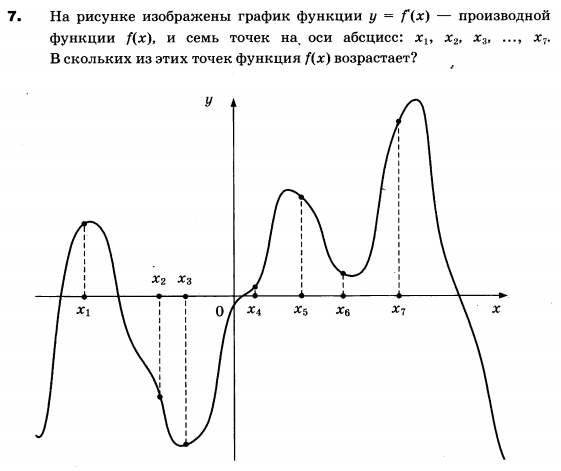 7. На рисунке изображены график функции y = f'(x) — производной
функции f(x), и семь точек на оси абсцисс: x₁, x₂, x₃, ..., x₇.
В скольких из этих точек функция f(x) возрастает?
y
x₂ x₃
x₁ 0 x₄ x₅ x₆ x₇ x